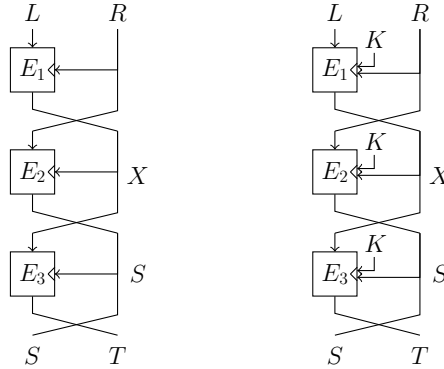 L R L R
K
E₁ E₁
K
E₂ X E₂ X
K
E₃ S E₃ S
S T S T